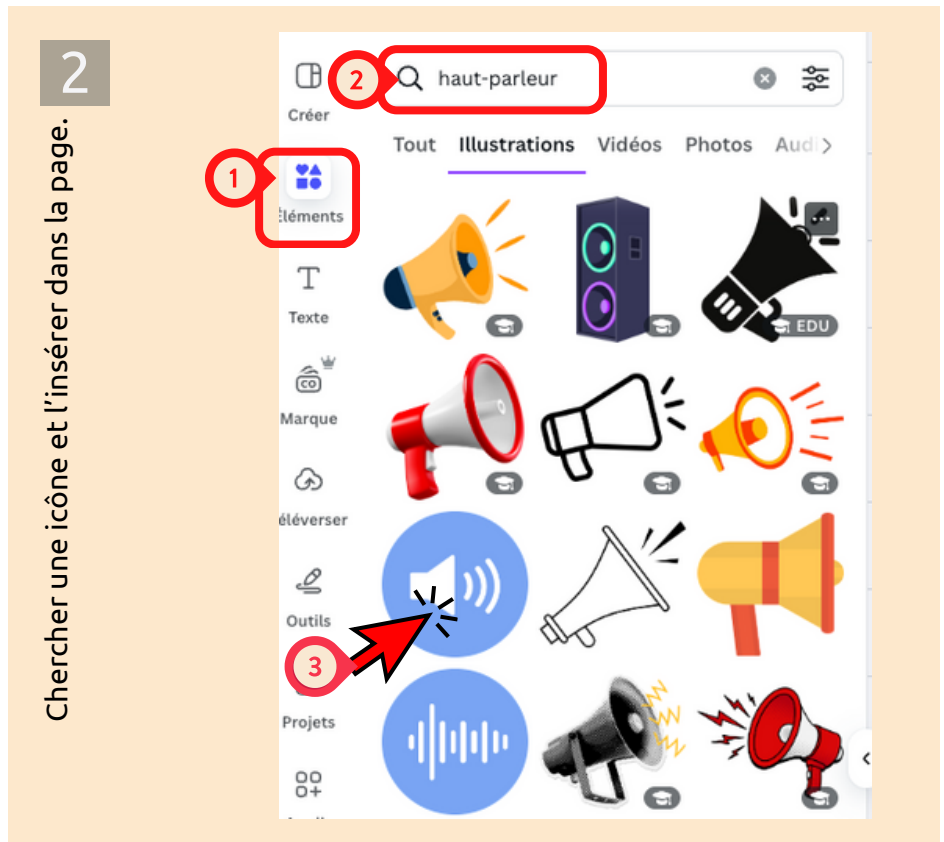 2
Chercher une icône et l'insérer dans la page.
2
haut-parleur
Créer
Tout Illustrations Vidéos Photos Audi
1
Éléments
Texte
EDU
CO
Marque
éléverser
Outils
3
Projets